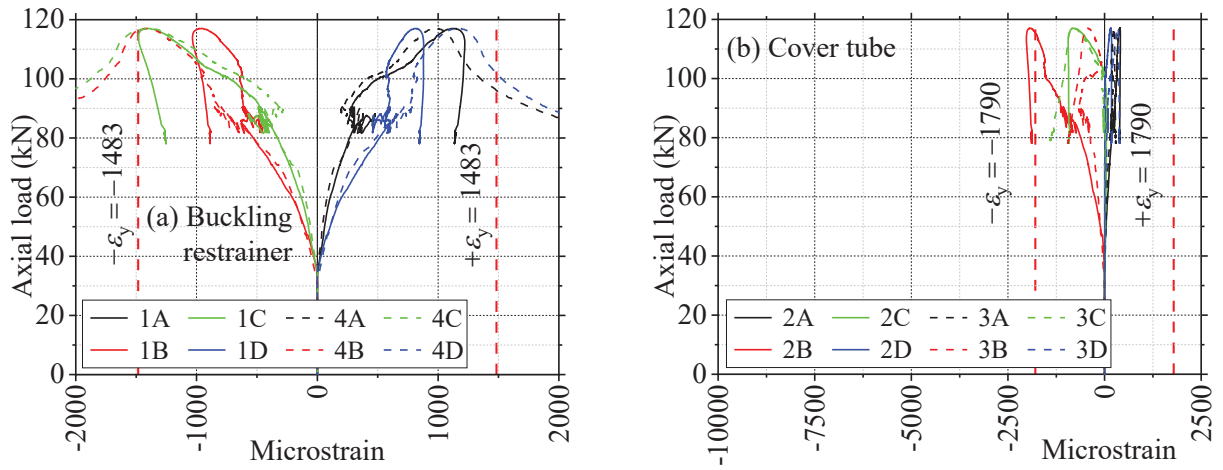 120
100
80
60
40
20
0
Axial load (kN)
−εy = −1483
(a) Buckling
restrainer
+εy = 1483
1A 1C 4A 4C
1B 1D 4B 4D
-2000 -1000 0 1000 2000
Microstrain
120
100
80
60
40
20
0
Axial load (kN)
(b) Cover tube
−εy = −1790
+εy = 1790
2A 2C 3A 3C
2B 2D 3B 3D
-10000 -7500 -5000 -2500 0 2500
Microstrain